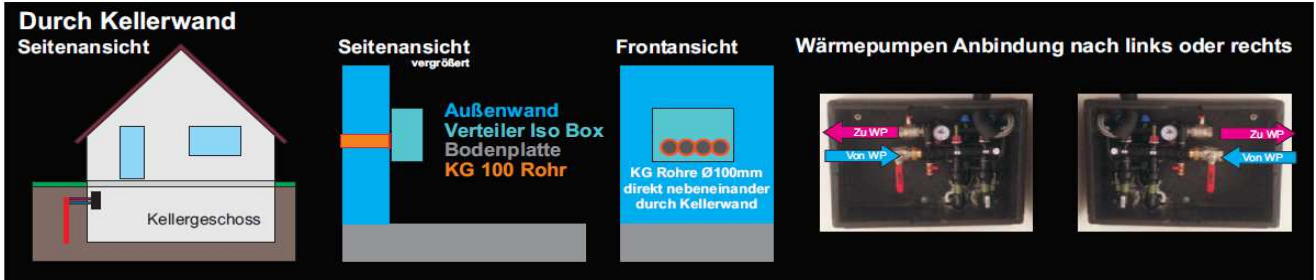 Durch Kellerwand
Seitenansicht
Kellergeschoss
Seitenansicht
vergrößert
Außenwand
Verteiler Iso Box
Bodenplatte
KG 100 Rohr
Frontansicht
KG Rohre Ø100mm
direkt nebeneinander
durch Kellerwand
Wärmepumpen Anbindung nach links oder rechts
Zu WP
Von WP
Zu WP
Von WP